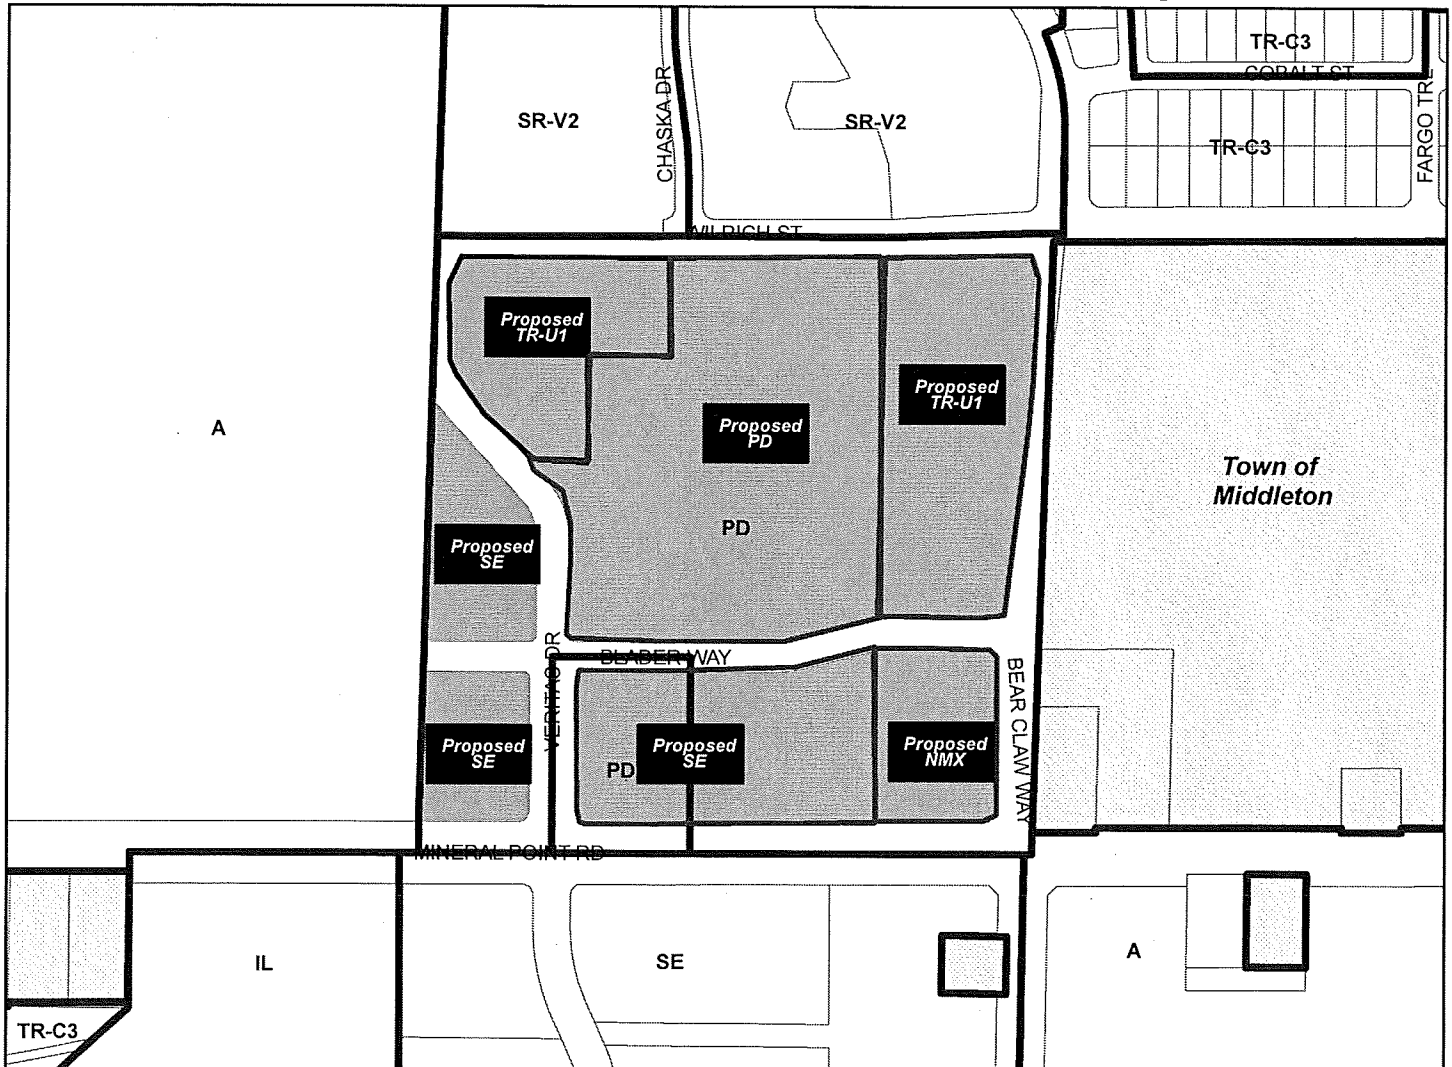 TR-C3
COBALT ST
SR-V2
CHASKA DR
SR-V2
TR-C3
FARGO TRL
WILRICH ST
Proposed
TR-U1
Proposed
TR-U1
Proposed
PD
A
Town of
Middleton
PD
Proposed
SE
VERITAS DR
BLADER WAY
BEAR CLAW WAY
Proposed
SE
PD
Proposed
SE
Proposed
NMX
MINERAL POINT RD
IL
SE
A
TR-C3